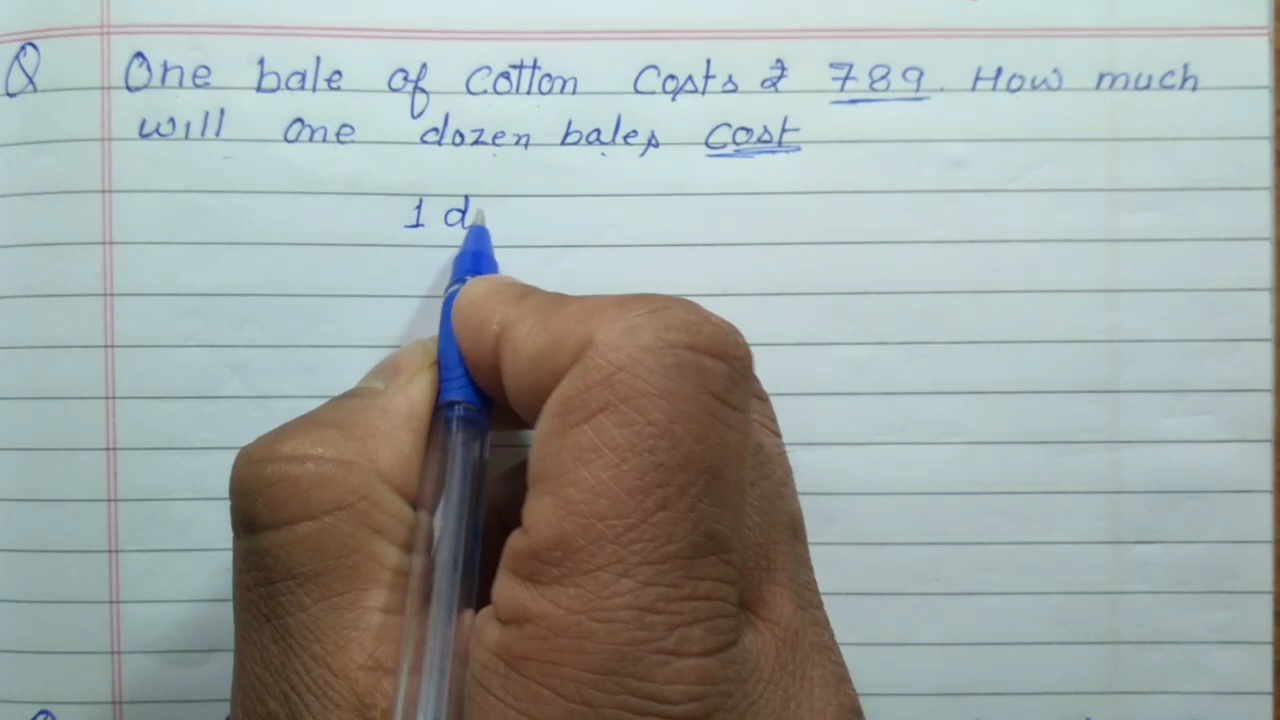 Q One bale of cotton costs ₹ 789. How much
will one dozen bales cost
1 d